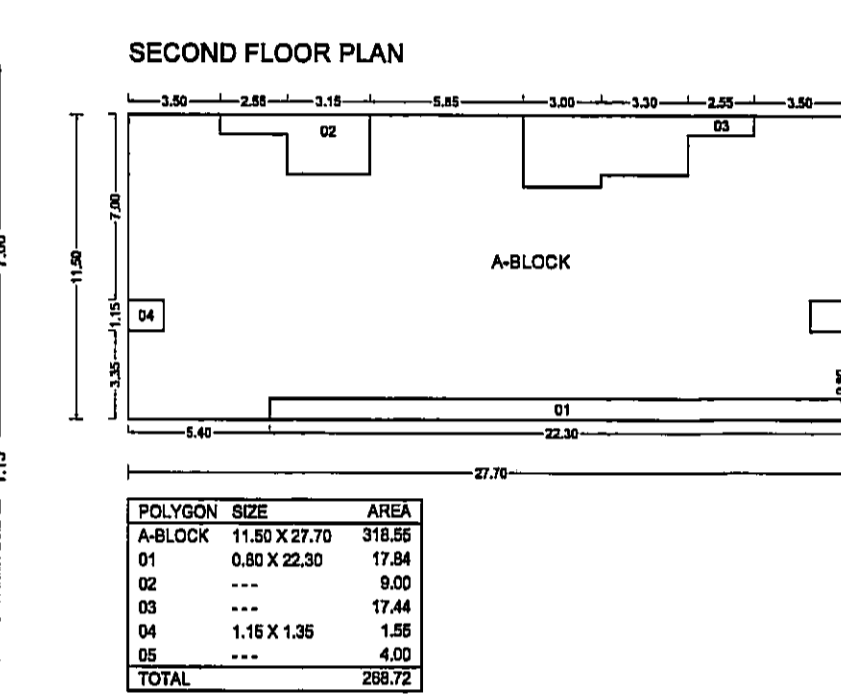 SECOND FLOOR PLAN
3.50 2.55 3.15 5.85 3.00 3.30 2.55 3.50
02 03
7.00
11.50
A-BLOCK
04
1.15
3.35
0.80
01
5.40 22.30
27.70
POLYGON SIZE AREA
A-BLOCK 11.50 X 27.70 318.55
01 0.80 X 22.30 17.84
02 --- 9.00
03 --- 17.44
04 1.15 X 1.35 1.55
05 --- 4.00
TOTAL 268.72